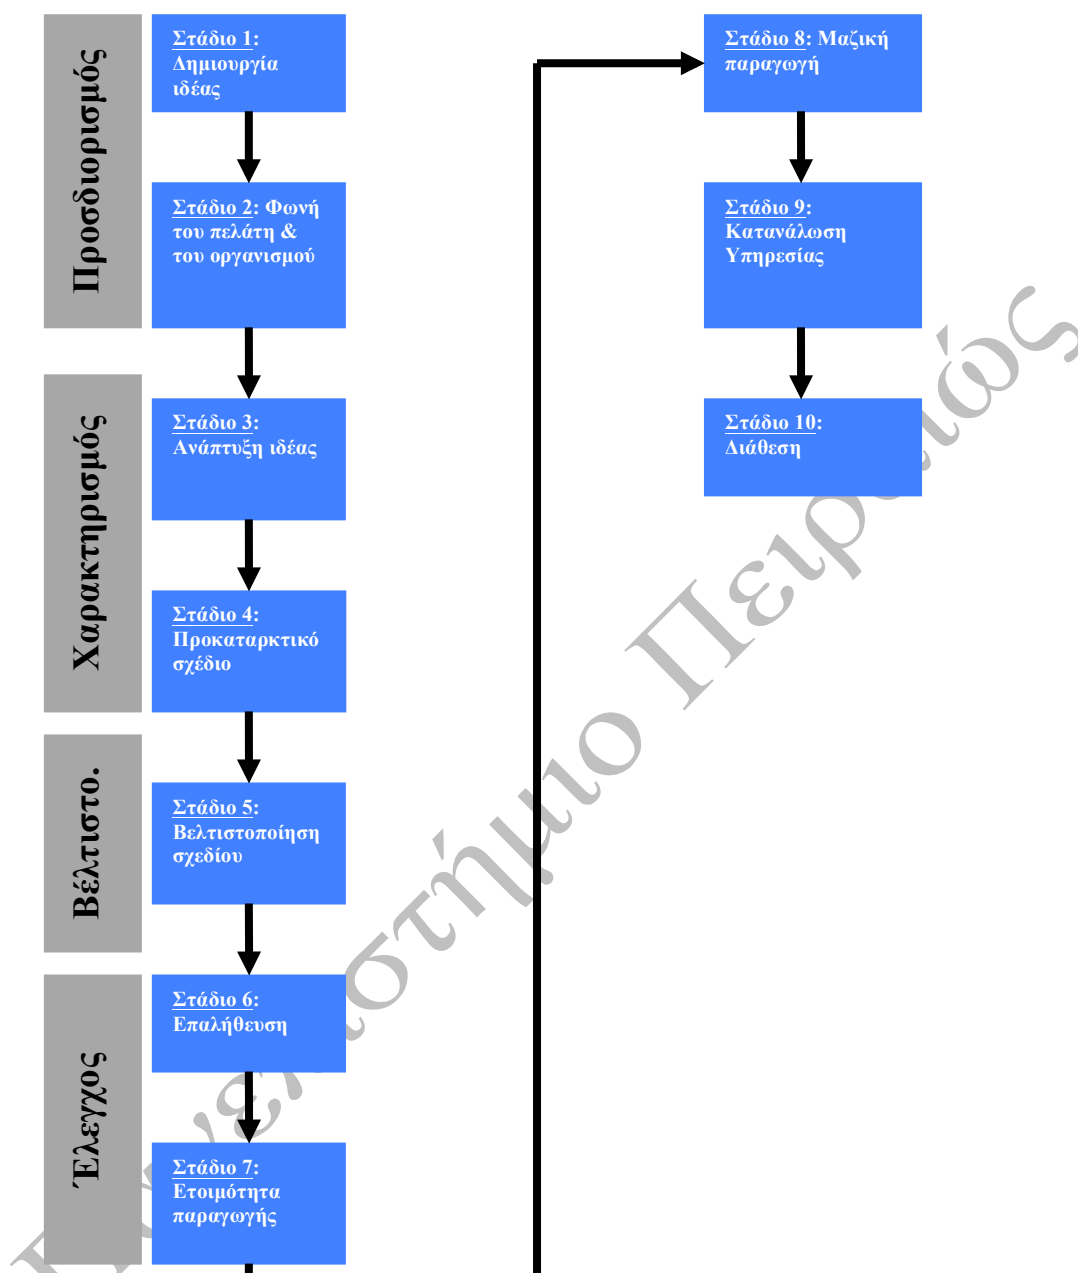 Προσδιορισμός
Στάδιο 1:
Δημιουργία
ιδέας
Στάδιο 2: Φωνή
του πελάτη &
του οργανισμού
Χαρακτηρισμός
Στάδιο 3:
Ανάπτυξη ιδέας
Στάδιο 4:
Προκαταρκτικό
σχέδιο
Βέλτιστο.
Στάδιο 5:
Βελτιστοποίηση
σχεδίου
Έλεγχος
Στάδιο 6:
Επαλήθευση
Στάδιο 7:
Ετοιμότητα
παραγωγής
Στάδιο 8: Μαζική
παραγωγή
Στάδιο 9:
Κατανάλωση
Υπηρεσίας
Στάδιο 10:
Διάθεση